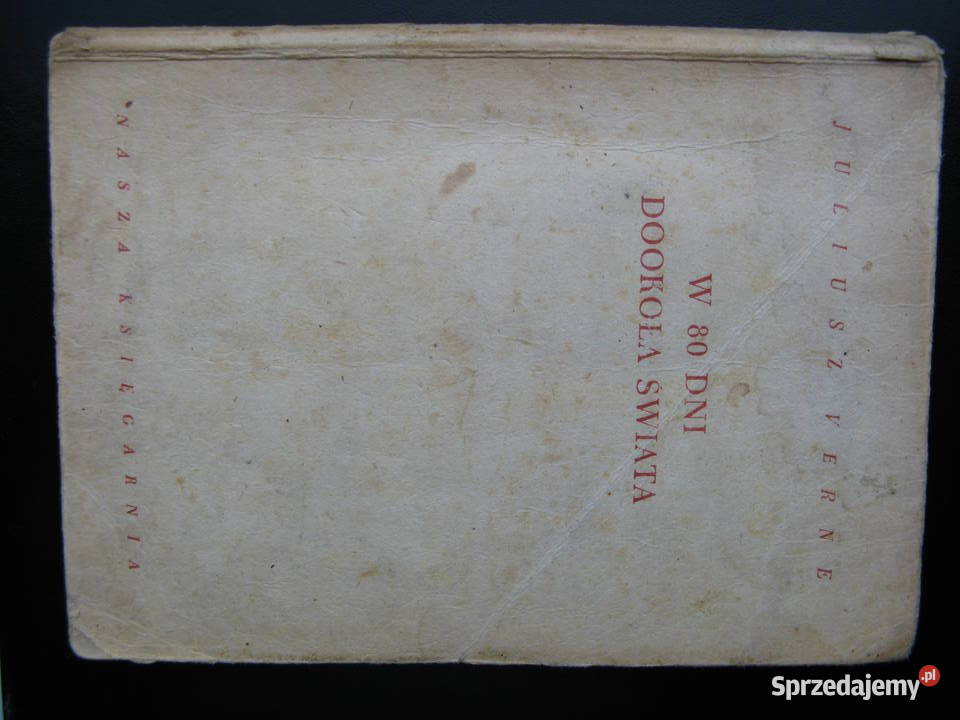 JULIUSZ VERNE
W 80 DNI
DOOKOŁA ŚWIATA
NASZA KSIĘGARNIA
Sprzedajemy.pl